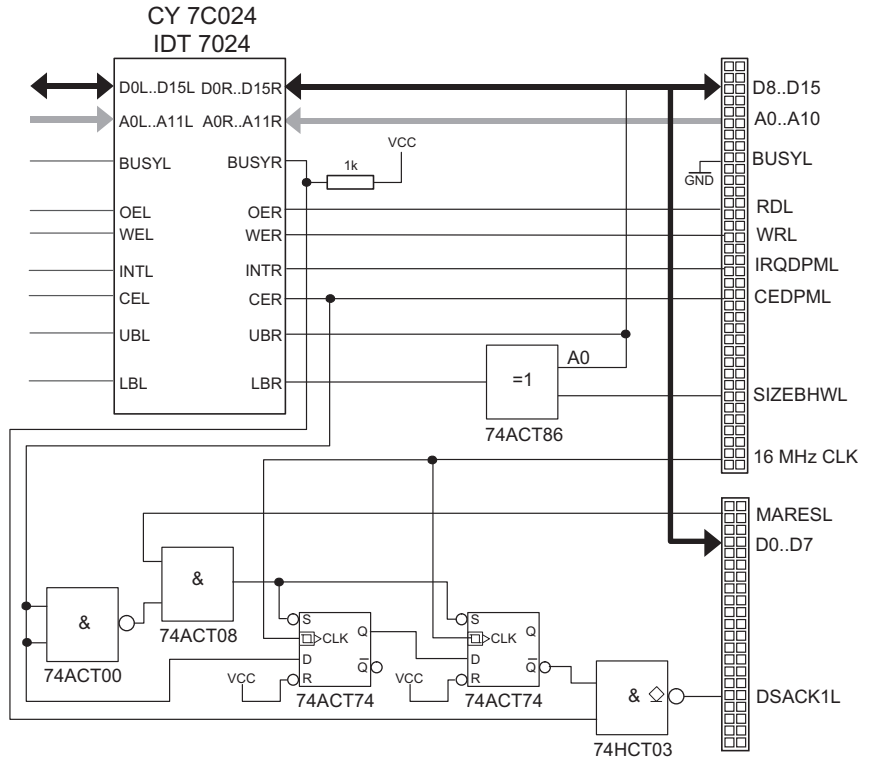 CY 7C024
IDT 7024
D0L..D15L D0R..D15R
D8..D15
A0L..A11L A0R..A11R
A0..A10
VCC
BUSYL
BUSYR
1k
BUSYL
GND
OEL
OER
RDL
WEL
WER
WRL
INTL
INTR
IRQDPML
CEL
CER
CEDPML
UBL
UBR
A0
LBL
LBR
=1
SIZEBHWL
74ACT86
16 MHz CLK
MARESL
D0..D7
&
74ACT08
&
74ACT00
S
CLK
Q
D
Q
R
VCC
74ACT74
S
CLK
Q
D
Q
R
VCC
74ACT74
&
74HCT03
DSACK1L